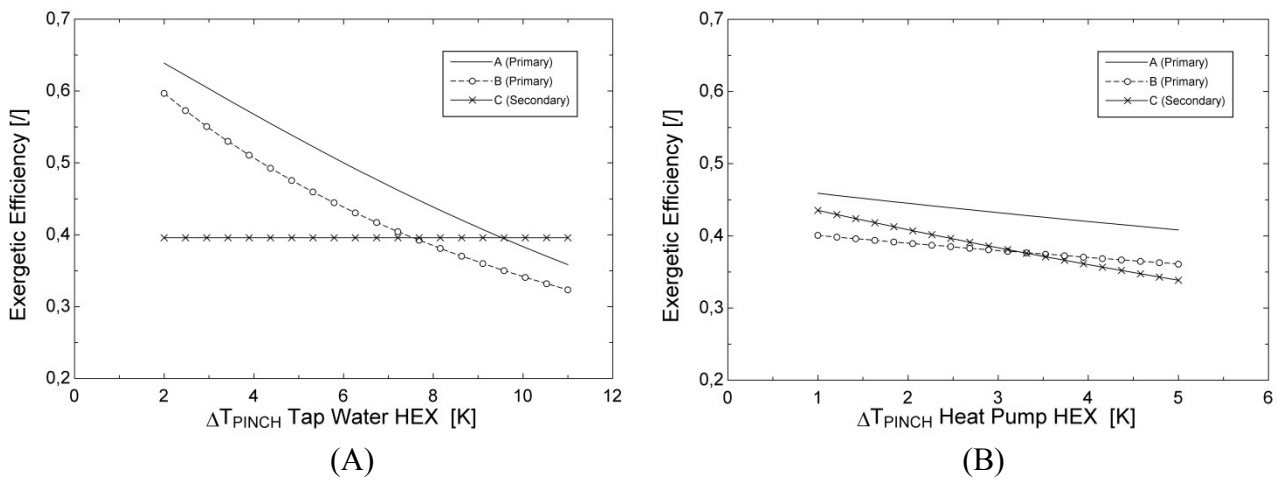 0,7
0,6
0,5
0,4
0,3
0,2
Exergetic Efficiency [/]
A (Primary)
B (Primary)
C (Secondary)
0 2 4 6 8 10 12
ΔT_PINCH Tap Water HEX [K]
(A)
0,7
0,6
0,5
0,4
0,3
0,2
Exergetic Efficiency [/]
A (Primary)
B (Primary)
C (Secondary)
0 1 2 3 4 5 6
ΔT_PINCH Heat Pump HEX [K]
(B)